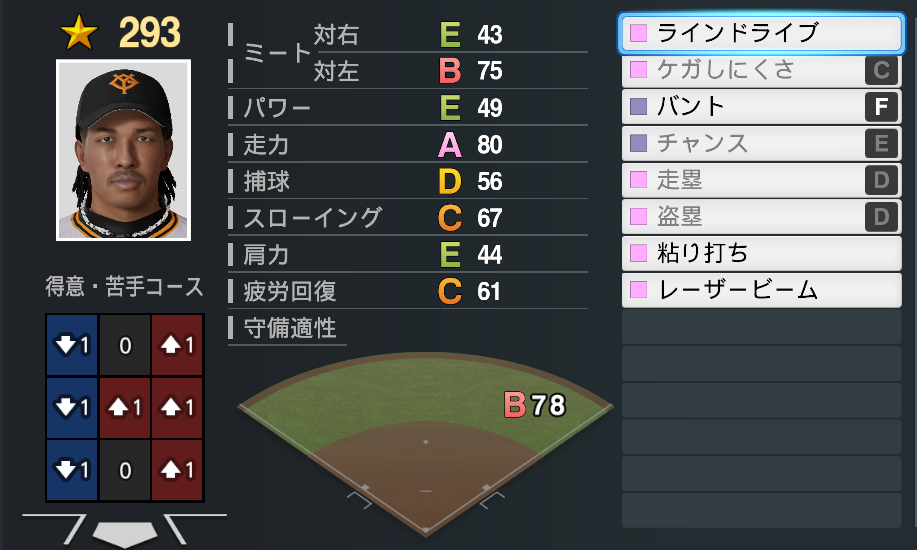 ★ 293
ミート 対右 E 43
対左 B 75
パワー E 49
走力 A 80
捕球 D 56
スローイング C 67
肩力 E 44
疲労回復 C 61
守備適性
B 78
得意・苦手コース
↓1 0 ↑1
↓1 ↑1 ↑1
↓1 0 ↑1
ラインドライブ
ケガしにくさ C
バント F
チャンス E
走塁 D
盗塁 D
粘り打ち
レーザービーム